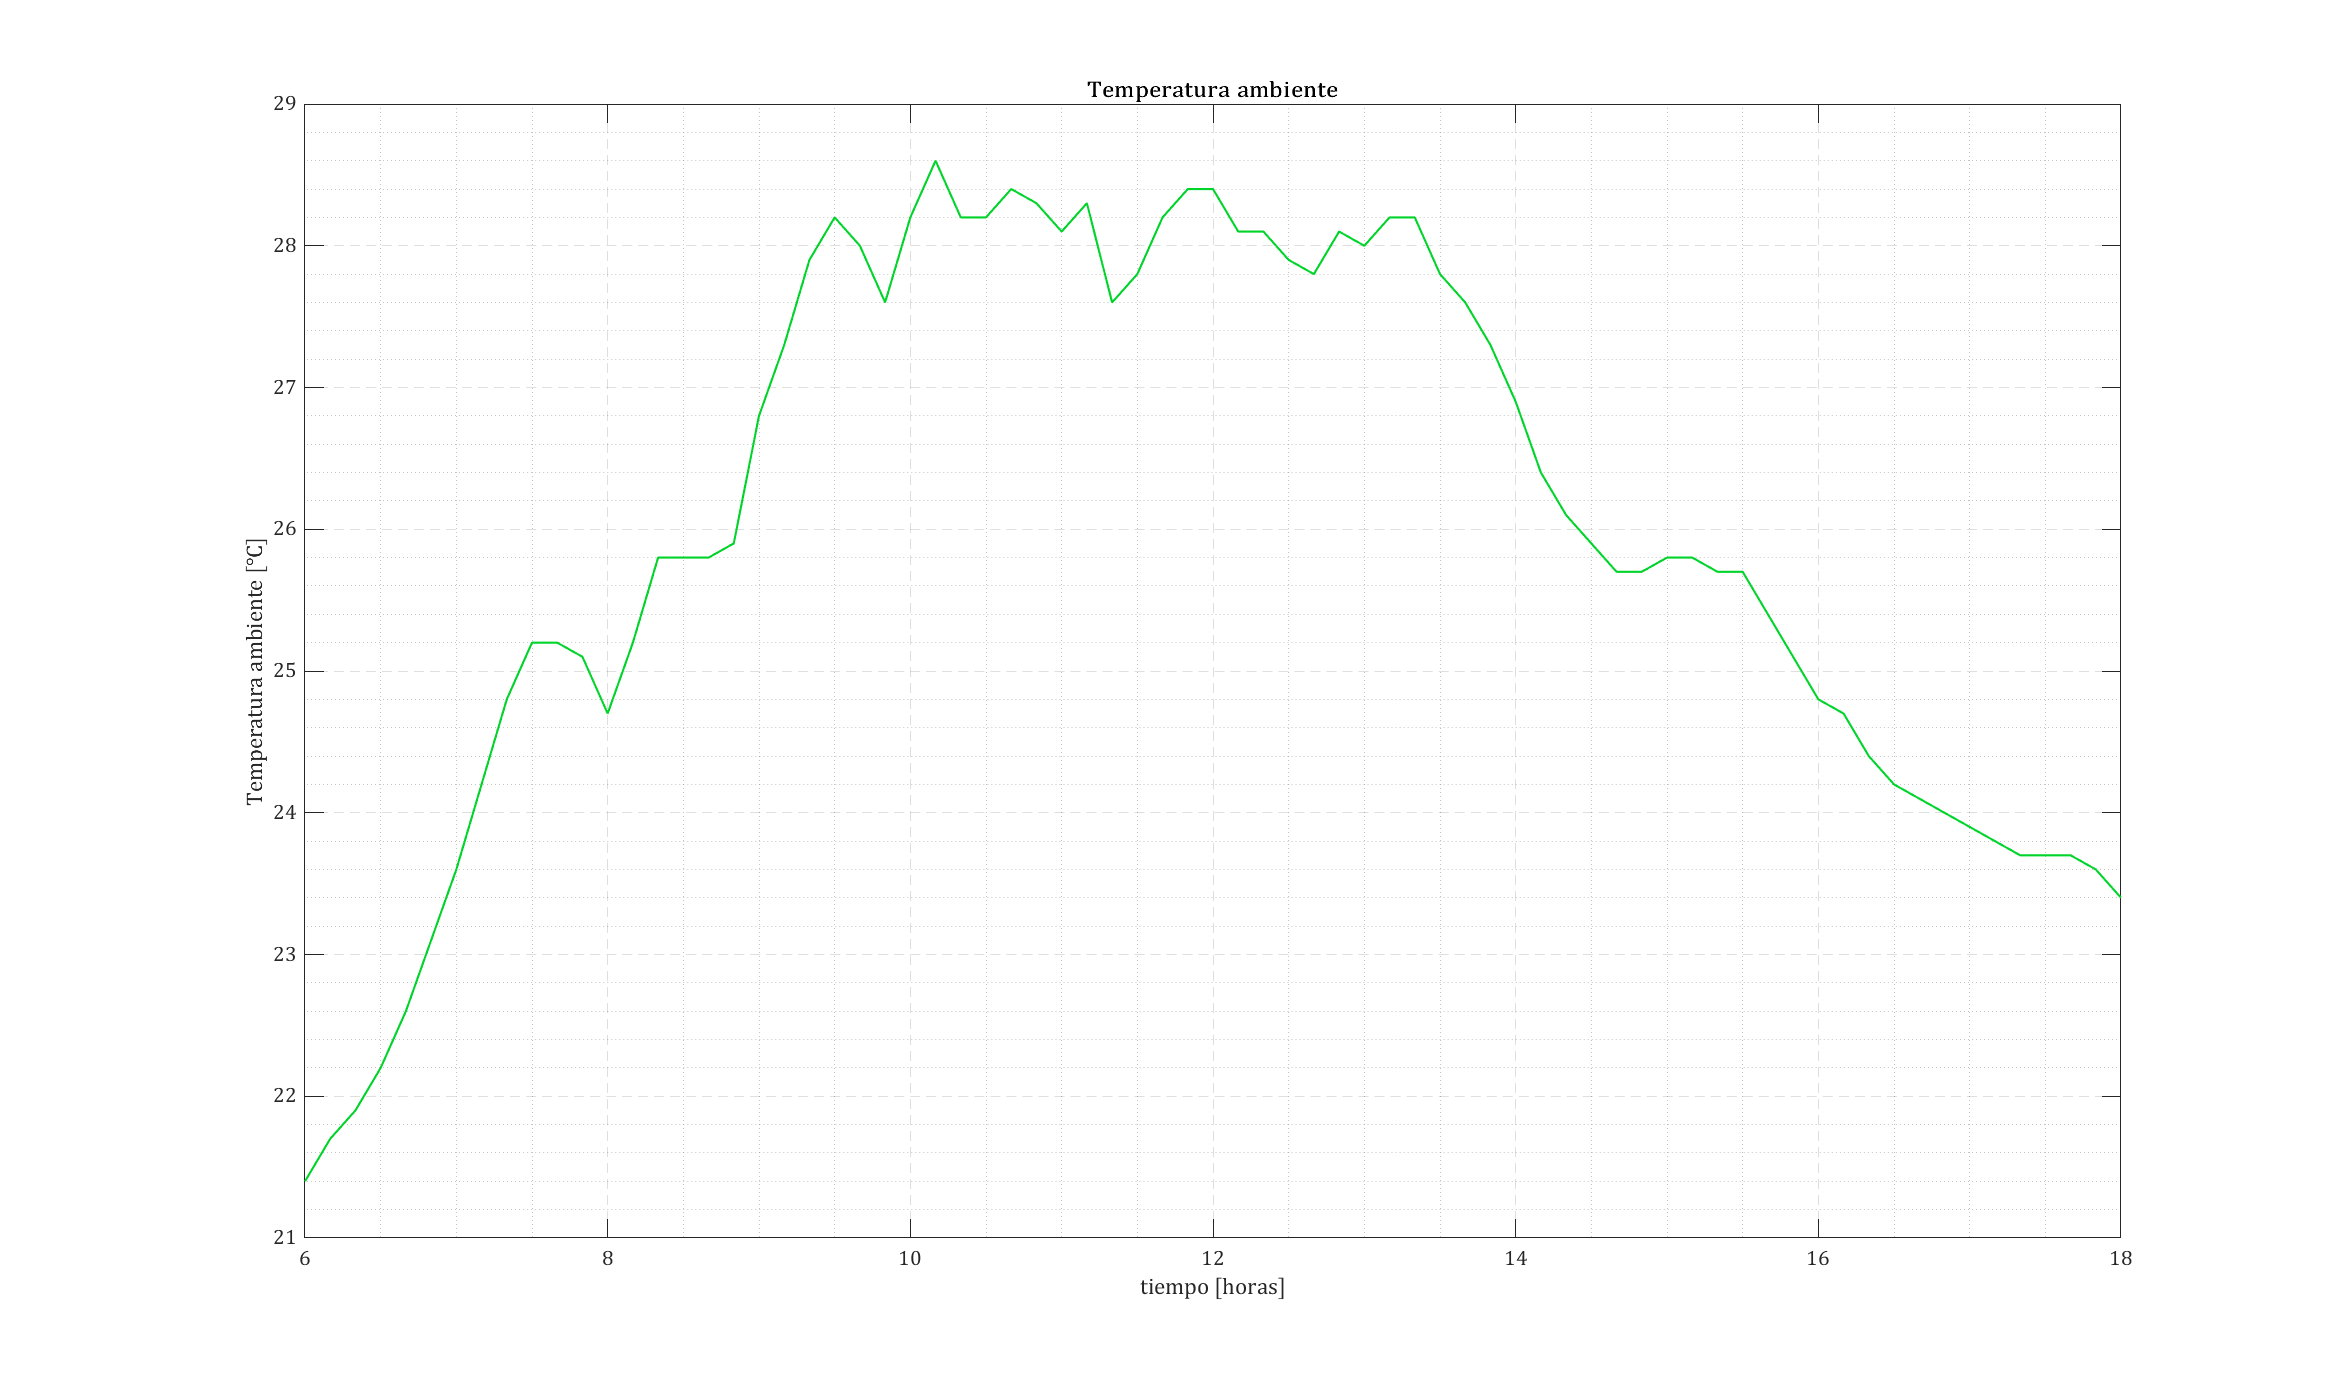 Temperatura ambiente
29
28
27
26
25
24
23
22
21
Temperatura ambiente [°C]
6 8 10 12 14 16 18
tiempo [horas]